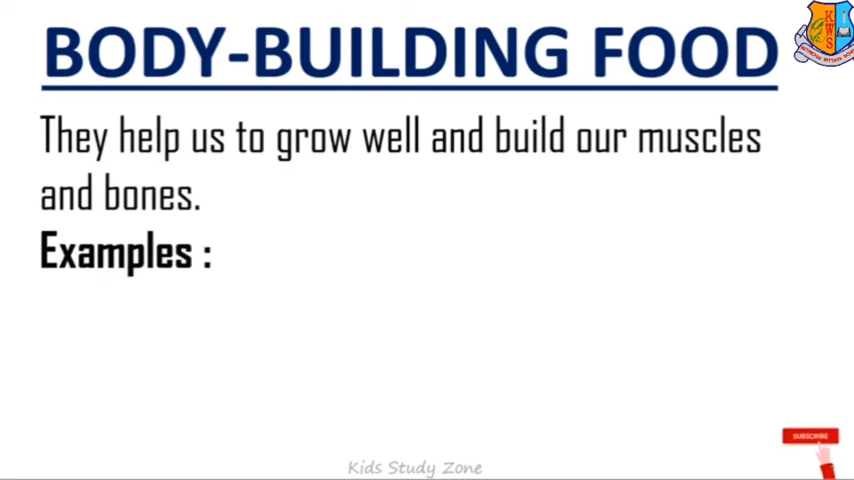 BODY-BUILDING FOOD
They help us to grow well and build our muscles
and bones.
Examples :
KWS
SUBSCRIBE
Kids Study Zone